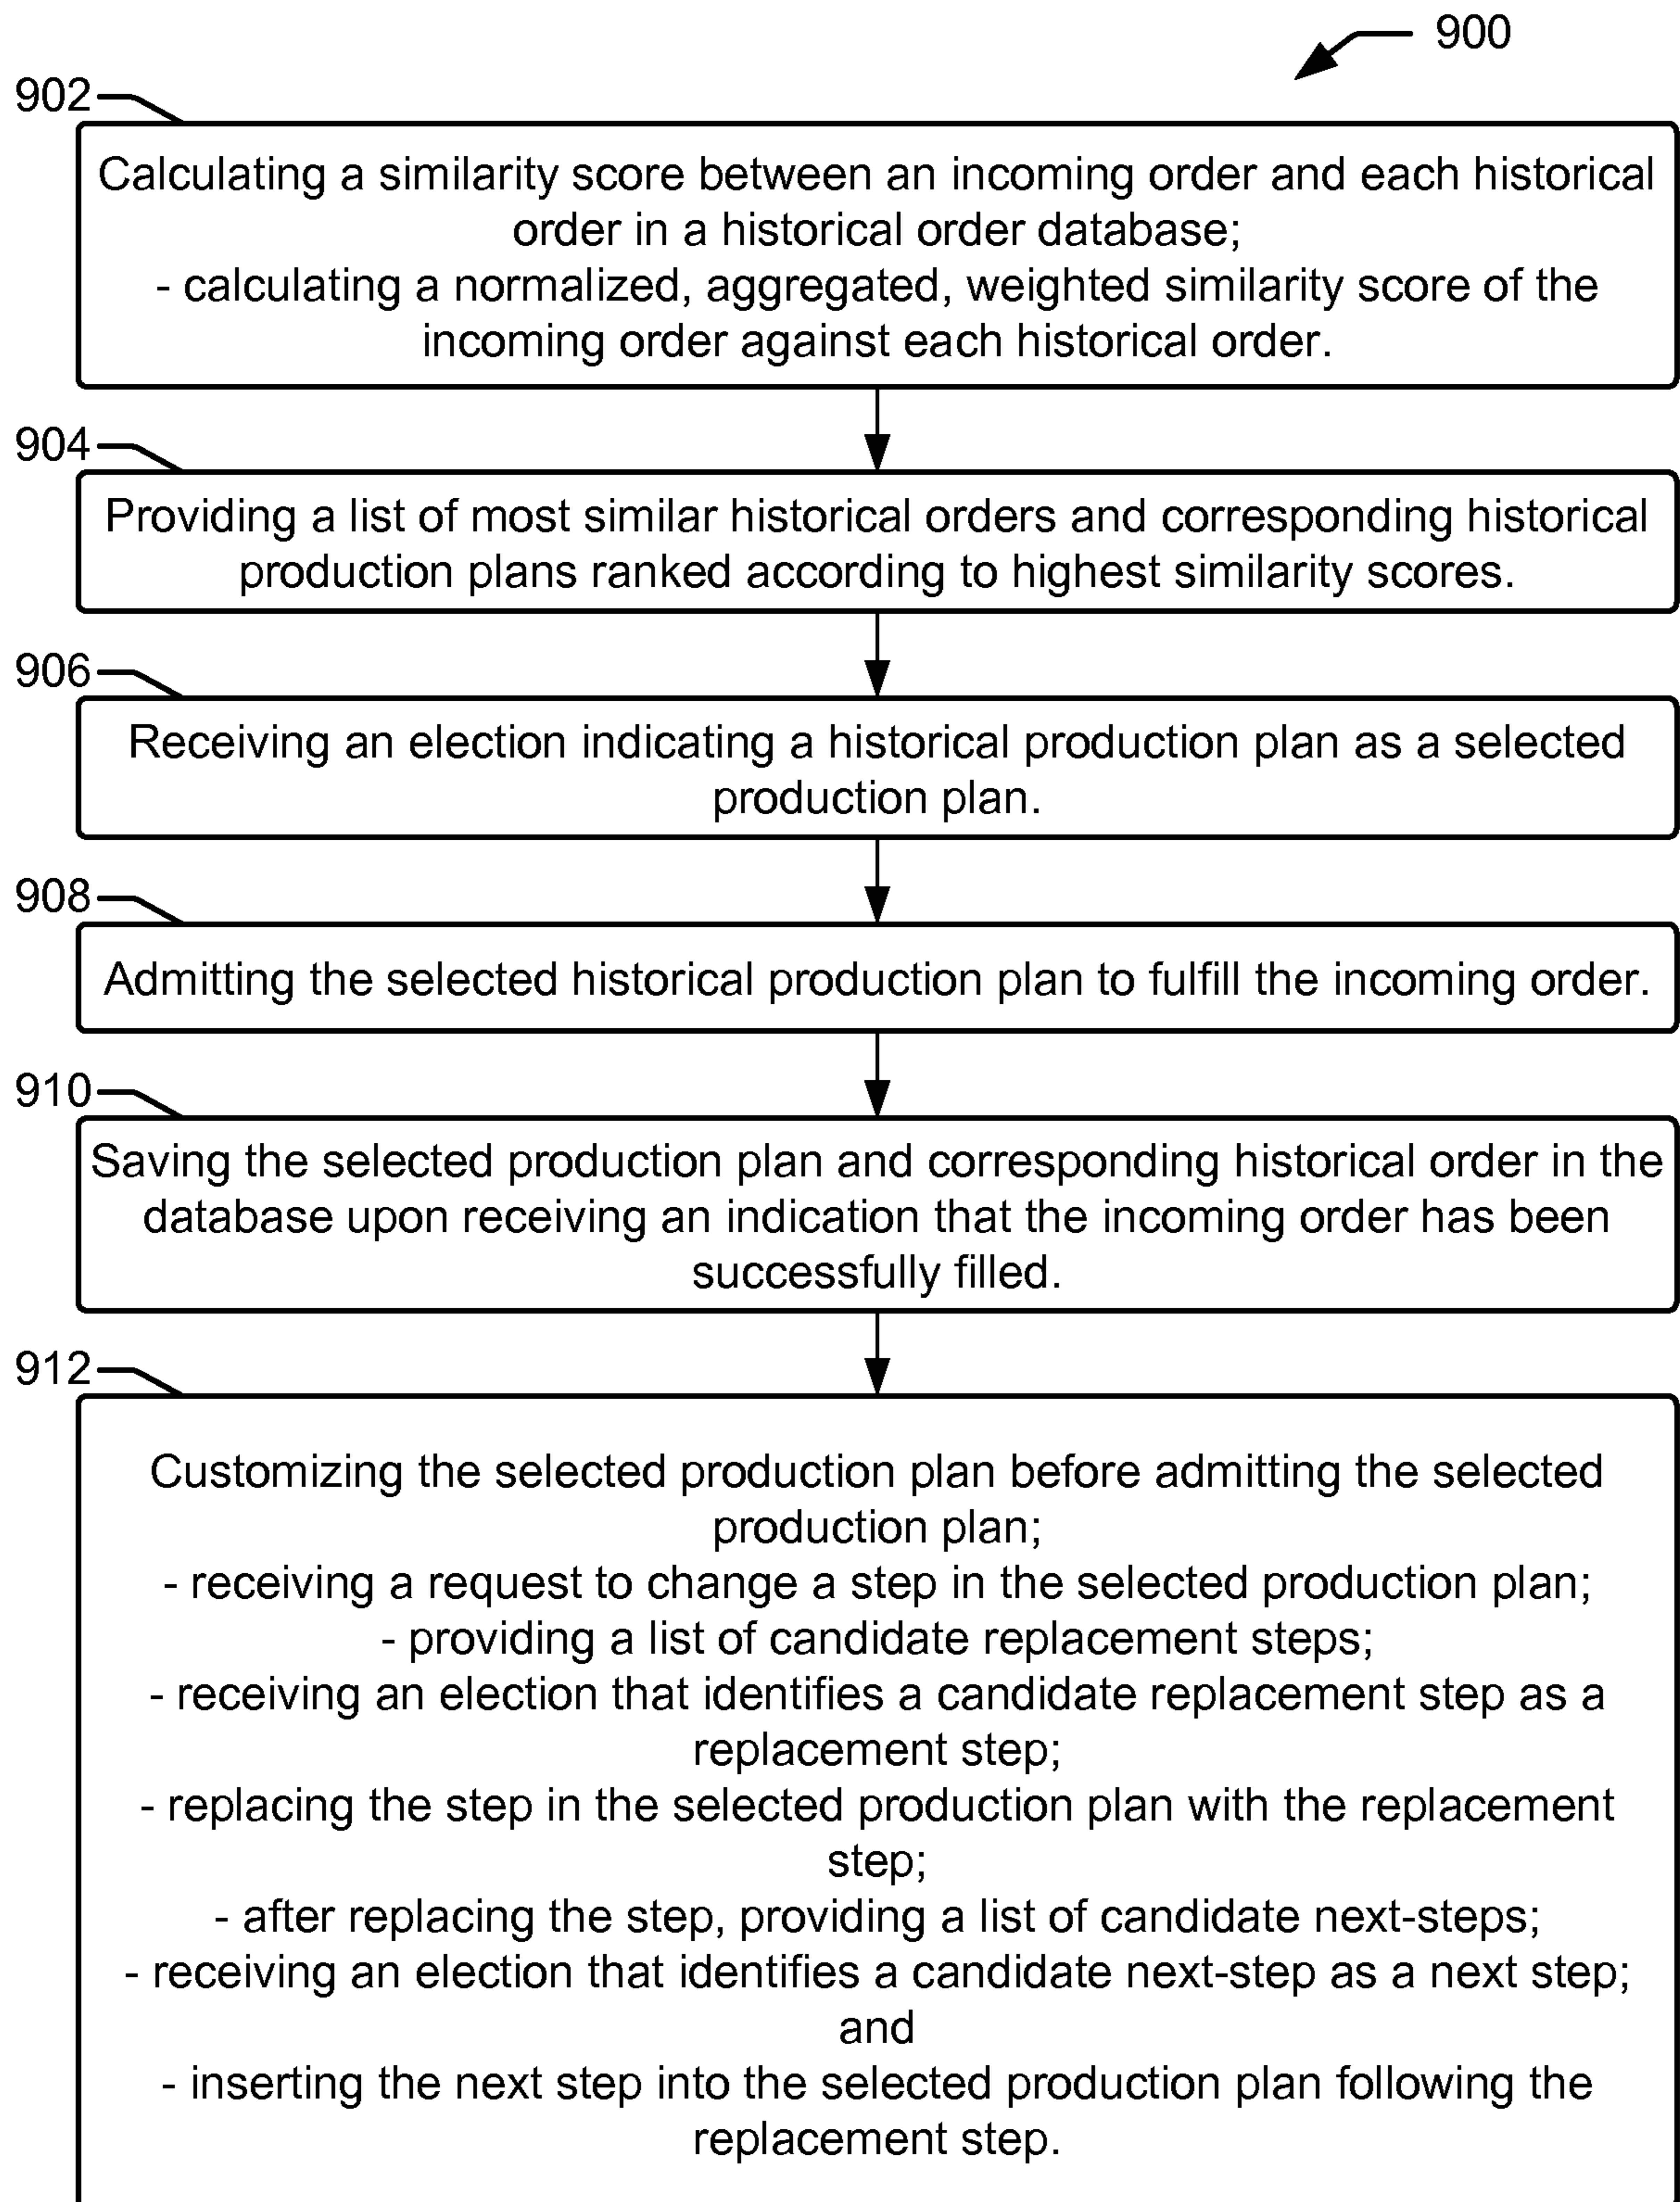 900
902
Calculating a similarity score between an incoming order and each historical
order in a historical order database;
- calculating a normalized, aggregated, weighted similarity score of the
incoming order against each historical order.
904
Providing a list of most similar historical orders and corresponding historical
production plans ranked according to highest similarity scores.
906
Receiving an election indicating a historical production plan as a selected
production plan.
908
Admitting the selected historical production plan to fulfill the incoming order.
910
Saving the selected production plan and corresponding historical order in the
database upon receiving an indication that the incoming order has been
successfully filled.
912
Customizing the selected production plan before admitting the selected
production plan;
- receiving a request to change a step in the selected production plan;
- providing a list of candidate replacement steps;
- receiving an election that identifies a candidate replacement step as a
replacement step;
- replacing the step in the selected production plan with the replacement
step;
- after replacing the step, providing a list of candidate next-steps;
- receiving an election that identifies a candidate next-step as a next step;
and
- inserting the next step into the selected production plan following the
replacement step.